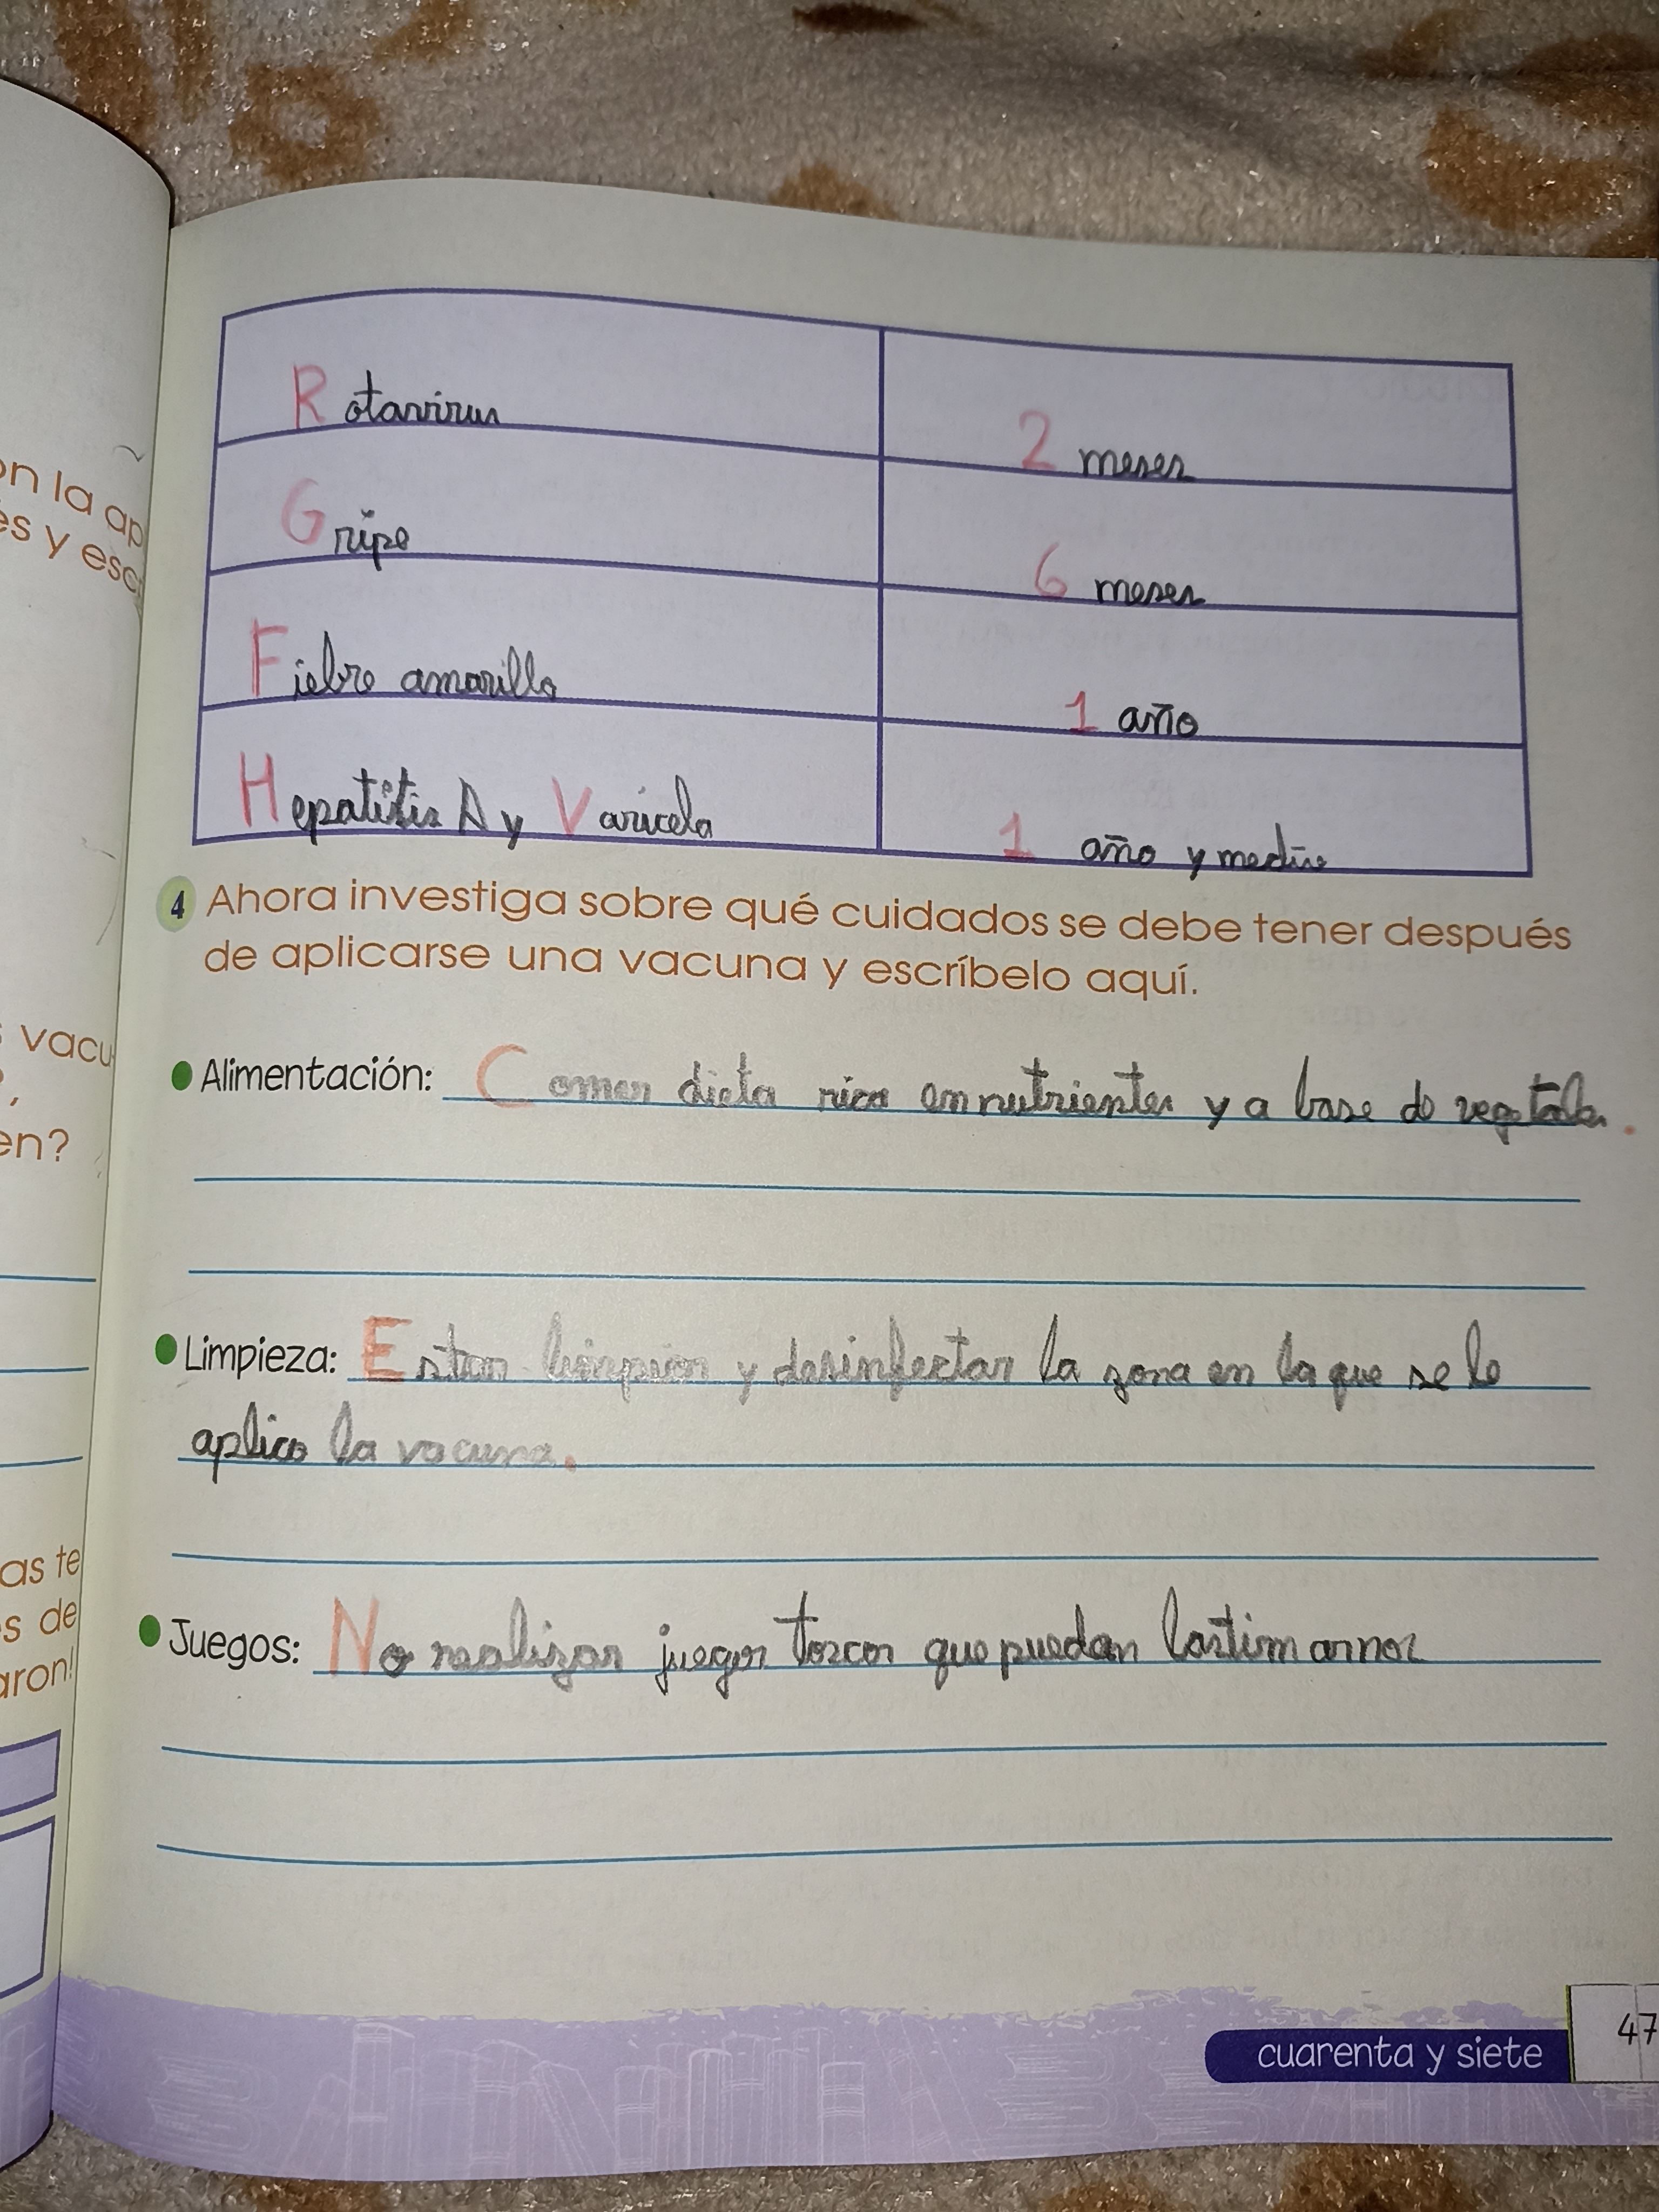 Rotavirus
2 meses
Gripe
6 meses
Fiebre amarilla
1 año
Hepatitis A y Varicela
1 año y medio
4 Ahora investiga sobre qué cuidados se debe tener después
de aplicarse una vacuna y escríbelo aquí.
Alimentación: Comer dieta rica en nutrientes y a base de vegetales.
Limpieza: Estar limpios y desinfectar la zona en la que se le
aplico la vacuna.
Juegos: No realizar juegos toscos que puedan lastimarnos
cuarenta y siete
47
on la ap
es y esc
vacu
en?
as te
s de
aron!